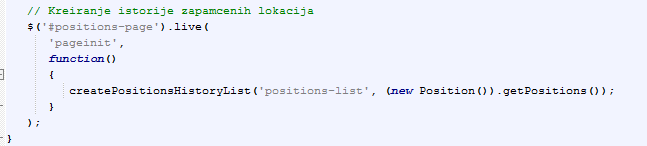 // Kreiranje istorije zapamcenih lokacija
$('#positions-page').live(
'pageinit',
function()
{
createPositionsHistoryList('positions-list', (new Position()).getPositions());
}
);
}